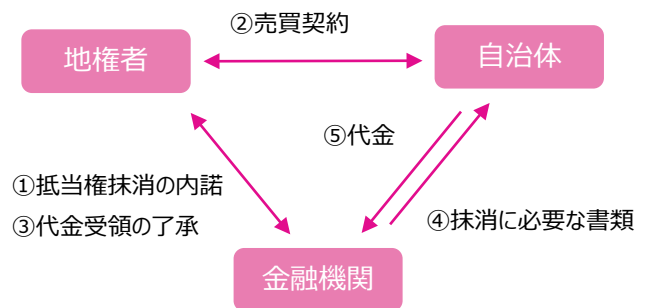 ②売買契約
地権者
自治体
⑤代金
①抵当権抹消の内諾
③代金受領の了承
④抹消に必要な書類
金融機関